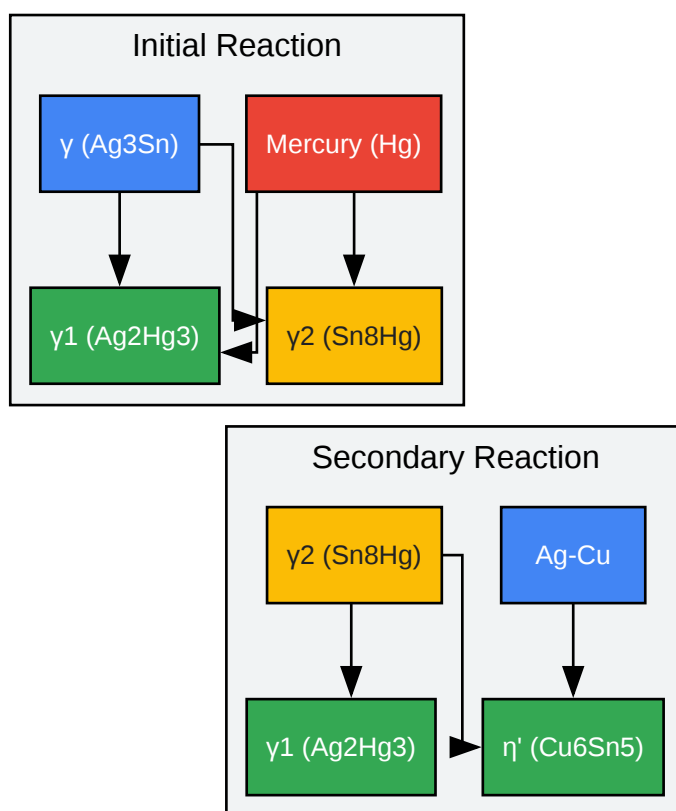 Initial Reaction
γ (Ag3Sn)
Mercury (Hg)
γ1 (Ag2Hg3)
γ2 (Sn8Hg)
Secondary Reaction
γ2 (Sn8Hg)
Ag-Cu
γ1 (Ag2Hg3)
η' (Cu6Sn5)